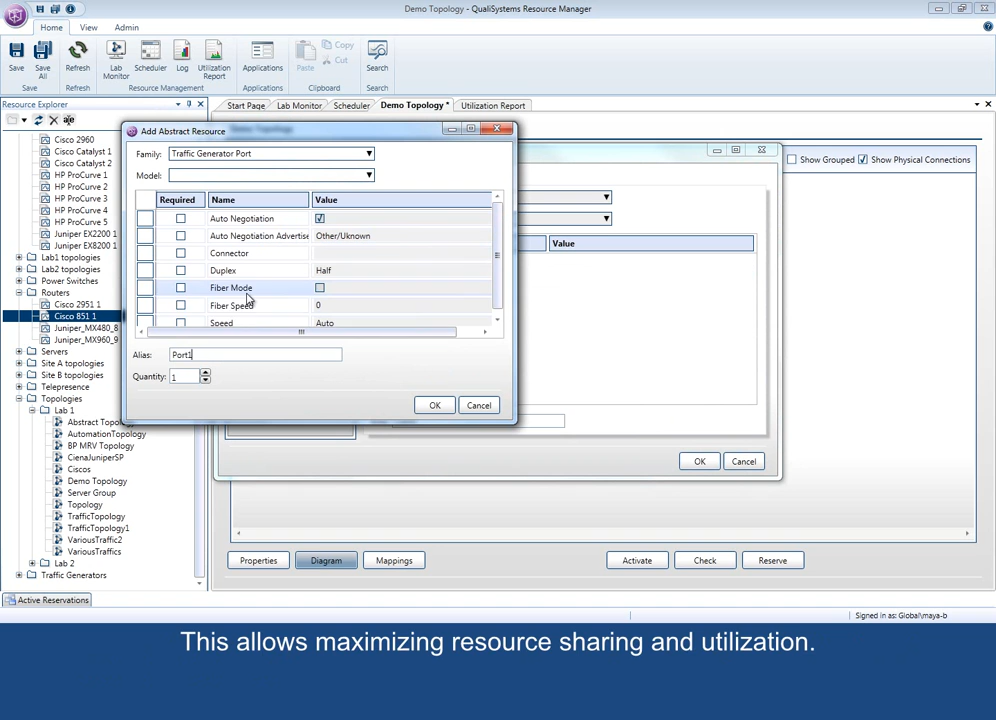 Demo Topology - QualiSystems Resource Manager
Home View Admin
Save
Save All
Refresh
Lab Monitor
Scheduler
Log
Utilization Report
Applications
Paste
Copy
Cut
Search
Save Refresh Resource Management Applications Clipboard Search
Resource Explorer
Start Page Lab Monitor Scheduler Demo Topology * Utilization Report
Cisco 2960
Cisco Catalyst 1
Cisco Catalyst 2
HP ProCurve 1
HP ProCurve 2
HP ProCurve 3
HP ProCurve 4
HP ProCurve 5
Juniper EX2200 1
Juniper EX8200 1
Lab1 topologies
Lab2 topologies
Power Switches
Routers
Cisco 2951 1
Cisco 851 1
Juniper_MX480_8
Juniper_MX960_9
Servers
Site A topologies
Site B topologies
Telepresence
Topologies
Lab 1
Abstract Topo
AutomationTopology
BP MRV Topology
CienaJuniperSP
Ciscos
Demo Topology
Server Group
Topology
TrafficTopology
TrafficTopology1
VariousTraffic2
VariousTraffics
Lab 2
Traffic Generators
Active Reservations
Add Abstract Resource
Family: Traffic Generator Port
Model:
Required Name Value
Auto Negotiation
Auto Negotiation Advertise Other/Uknown
Connector
Duplex Half
Fiber Mode
Fiber Speed 0
Speed Auto
Alias: Port1
Quantity: 1
OK Cancel
Value
OK Cancel
Show Grouped Show Physical Connections
Properties Diagram Mappings Activate Check Reserve
Signed in as: Global\maya-b
This allows maximizing resource sharing and utilization.